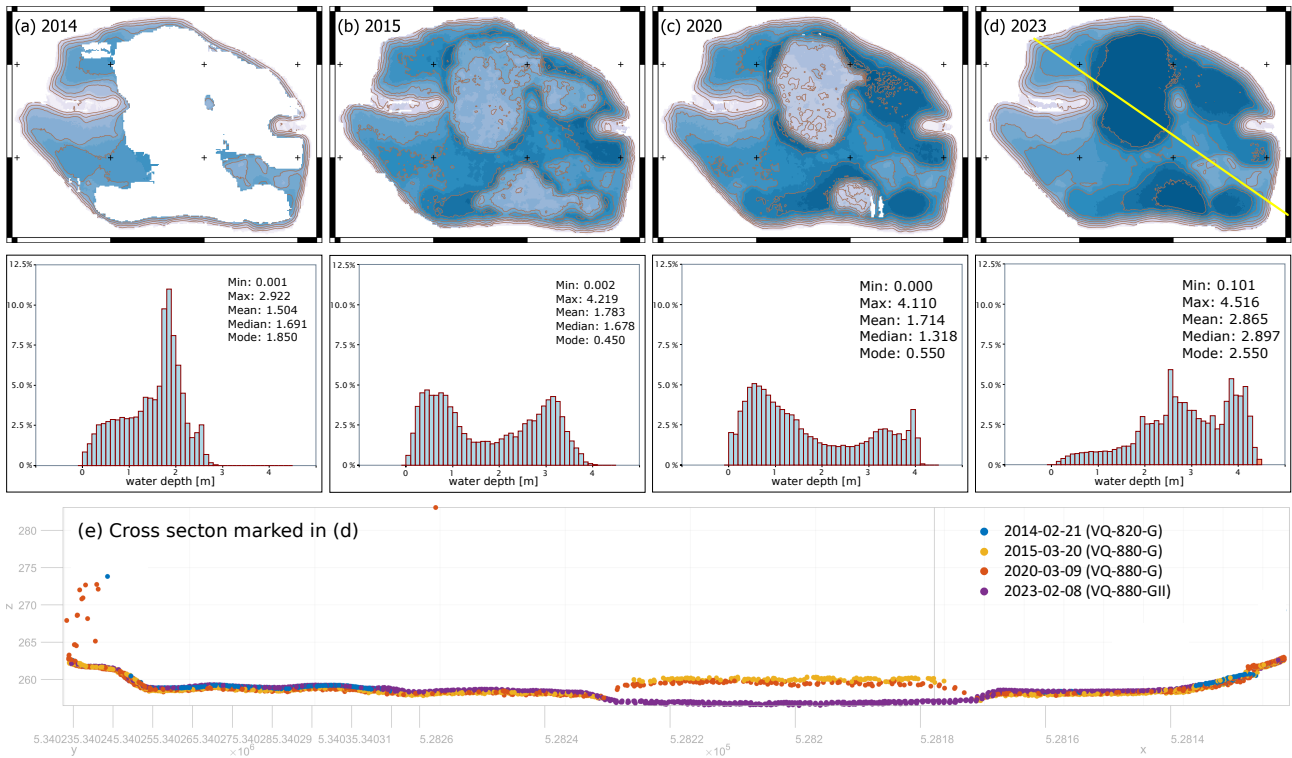 (a) 2014
(b) 2015
(c) 2020
(d) 2023
12.5%
10.0 %
7.5%
5.0 %
2.5%
0 %
0
1
2
3
4
water depth [m]
Min: 0.001
Max: 2.922
Mean: 1.504
Median: 1.691
Mode: 1.850
12.5%
10.0 %
7.5%
5.0 %
2.5%
0 %
0
1
2
3
4
water depth [m]
Min: 0.002
Max: 4.219
Mean: 1.783
Median: 1.678
Mode: 0.450
12.5%
10.0 %
7.5%
5.0 %
2.5%
0 %
0
1
2
3
4
water depth [m]
Min: 0.000
Max: 4.110
Mean: 1.714
Median: 1.318
Mode: 0.550
12.5%
10.0 %
7.5%
5.0 %
2.5%
0 %
0
1
2
3
4
water depth [m]
Min: 0.101
Max: 4.516
Mean: 2.865
Median: 2.897
Mode: 2.550
(e) Cross secton marked in (d)
2014-02-21 (VQ-820-G)
2015-03-20 (VQ-880-G)
2020-03-09 (VQ-880-G)
2023-02-08 (VQ-880-GII)
280
275
270
265
260
z
5.340235 5.340245 5.340255 5.340265 5.340275 5.340285 5.34029 5.34035 5.34031 5.2826 5.2824 5.2822 5.282 5.2818 5.2816 5.2814
y ×10⁶ ×10⁵ x